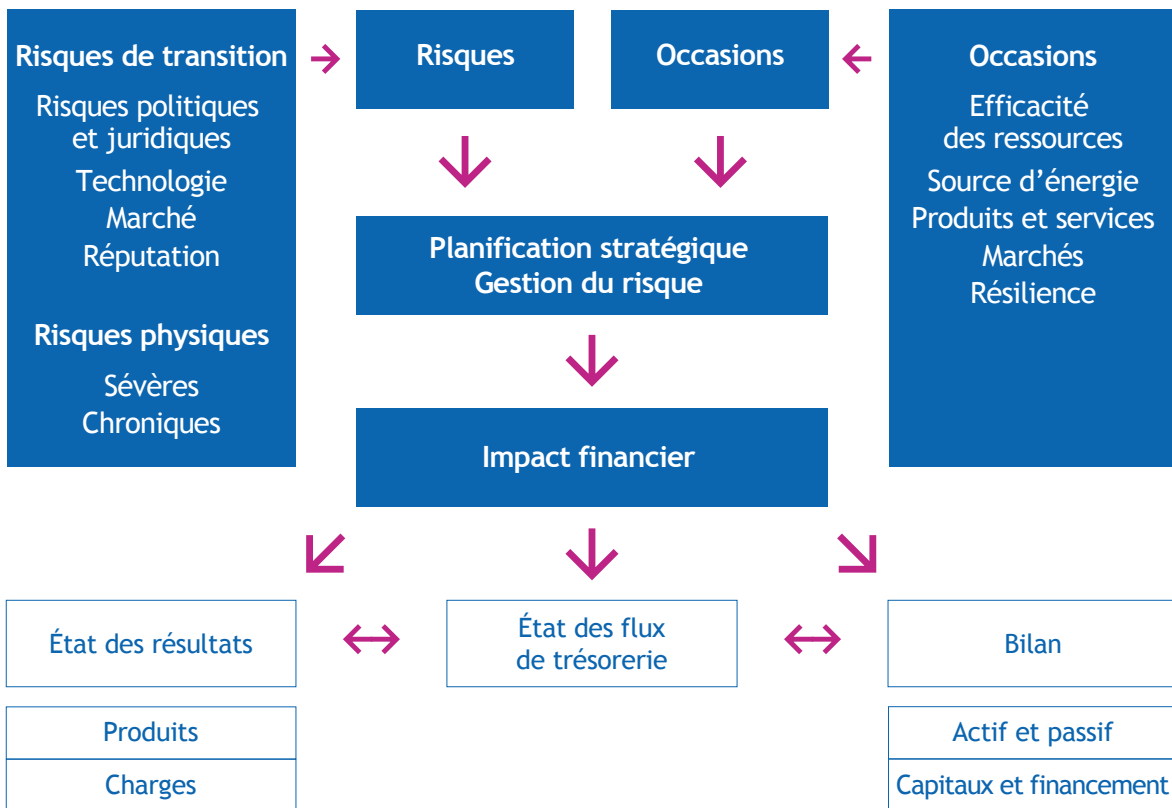 Risques de transition
Risques politiques
et juridiques
Technologie
Marché
Réputation
Risques physiques
Sévères
Chroniques
Risques
Occasions
Occasions
Efficacité
des ressources
Source d’énergie
Produits et services
Marchés
Résilience
Planification stratégique
Gestion du risque
Impact financier
État des résultats
État des flux
de trésorerie
Bilan
Produits
Charges
Actif et passif
Capitaux et financement